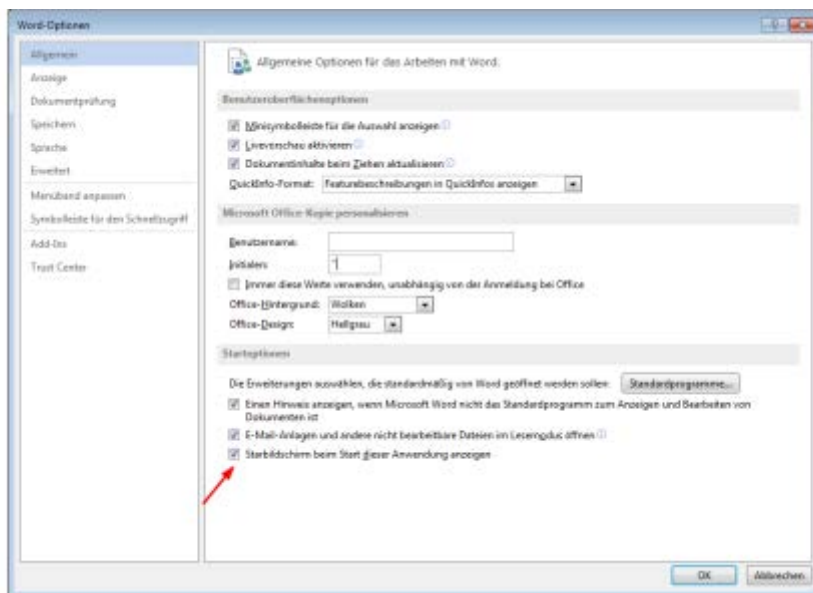 Word-Optionen
Allgemein
Anzeige
Dokumentprüfung
Speichern
Sprache
Erweitert
Menüband anpassen
Symbolleiste für den Schnellzugriff
Add-Ins
Trust Center
Allgemeine Optionen für das Arbeiten mit Word.
Benutzeroberflächenoptionen
Minisymbolleiste für die Auswahl anzeigen
Livevorschau aktivieren
Dokumentinhalte beim Ziehen aktualisieren
QuickInfo-Format: Featurebeschreibungen in QuickInfos anzeigen
Microsoft Office-Kopie personalisieren
Benutzername:
Initialen:
Immer diese Werte verwenden, unabhängig von der Anmeldung bei Office
Office-Hintergrund: Wolken
Office-Design: Hellgrau
Startoptionen
Die Erweiterungen auswählen, die standardmäßig von Word geöffnet werden sollen: Standardprogramme...
Einen Hinweis anzeigen, wenn Microsoft Word nicht das Standardprogramm zum Anzeigen und Bearbeiten von
Dokumenten ist
E-Mail-Anlagen und andere nicht bearbeitbare Dateien im Lesemodus öffnen
Startbildschirm beim Start dieser Anwendung anzeigen
OK Abbrechen